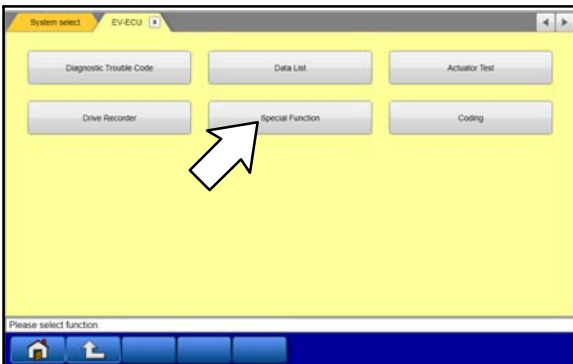 System select EV-ECU x
Diagnostic Trouble Code Data List Actuator Test
Drive Recorder Special Function Coding
Please select function